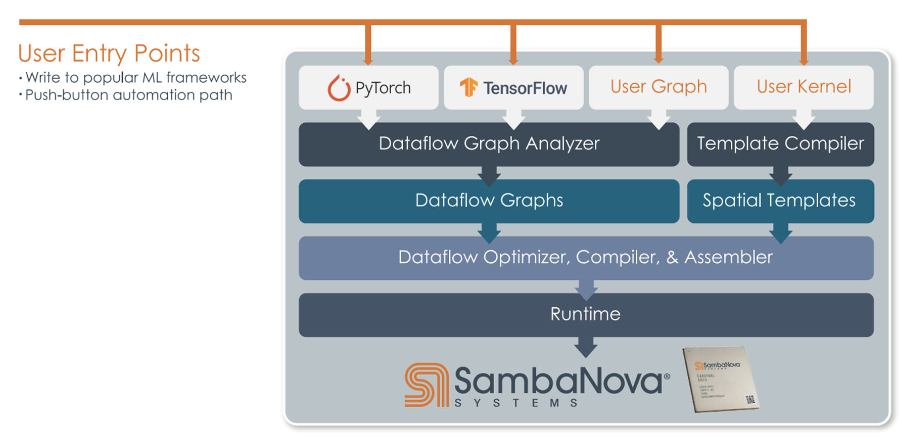 User Entry Points
· Write to popular ML frameworks
· Push-button automation path
PyTorch
TensorFlow
User Graph
User Kernel
Dataflow Graph Analyzer
Template Compiler
Dataflow Graphs
Spatial Templates
Dataflow Optimizer, Compiler, & Assembler
Runtime
SambaNova®
SYSTEMS
SambaNova
SYSTEMS